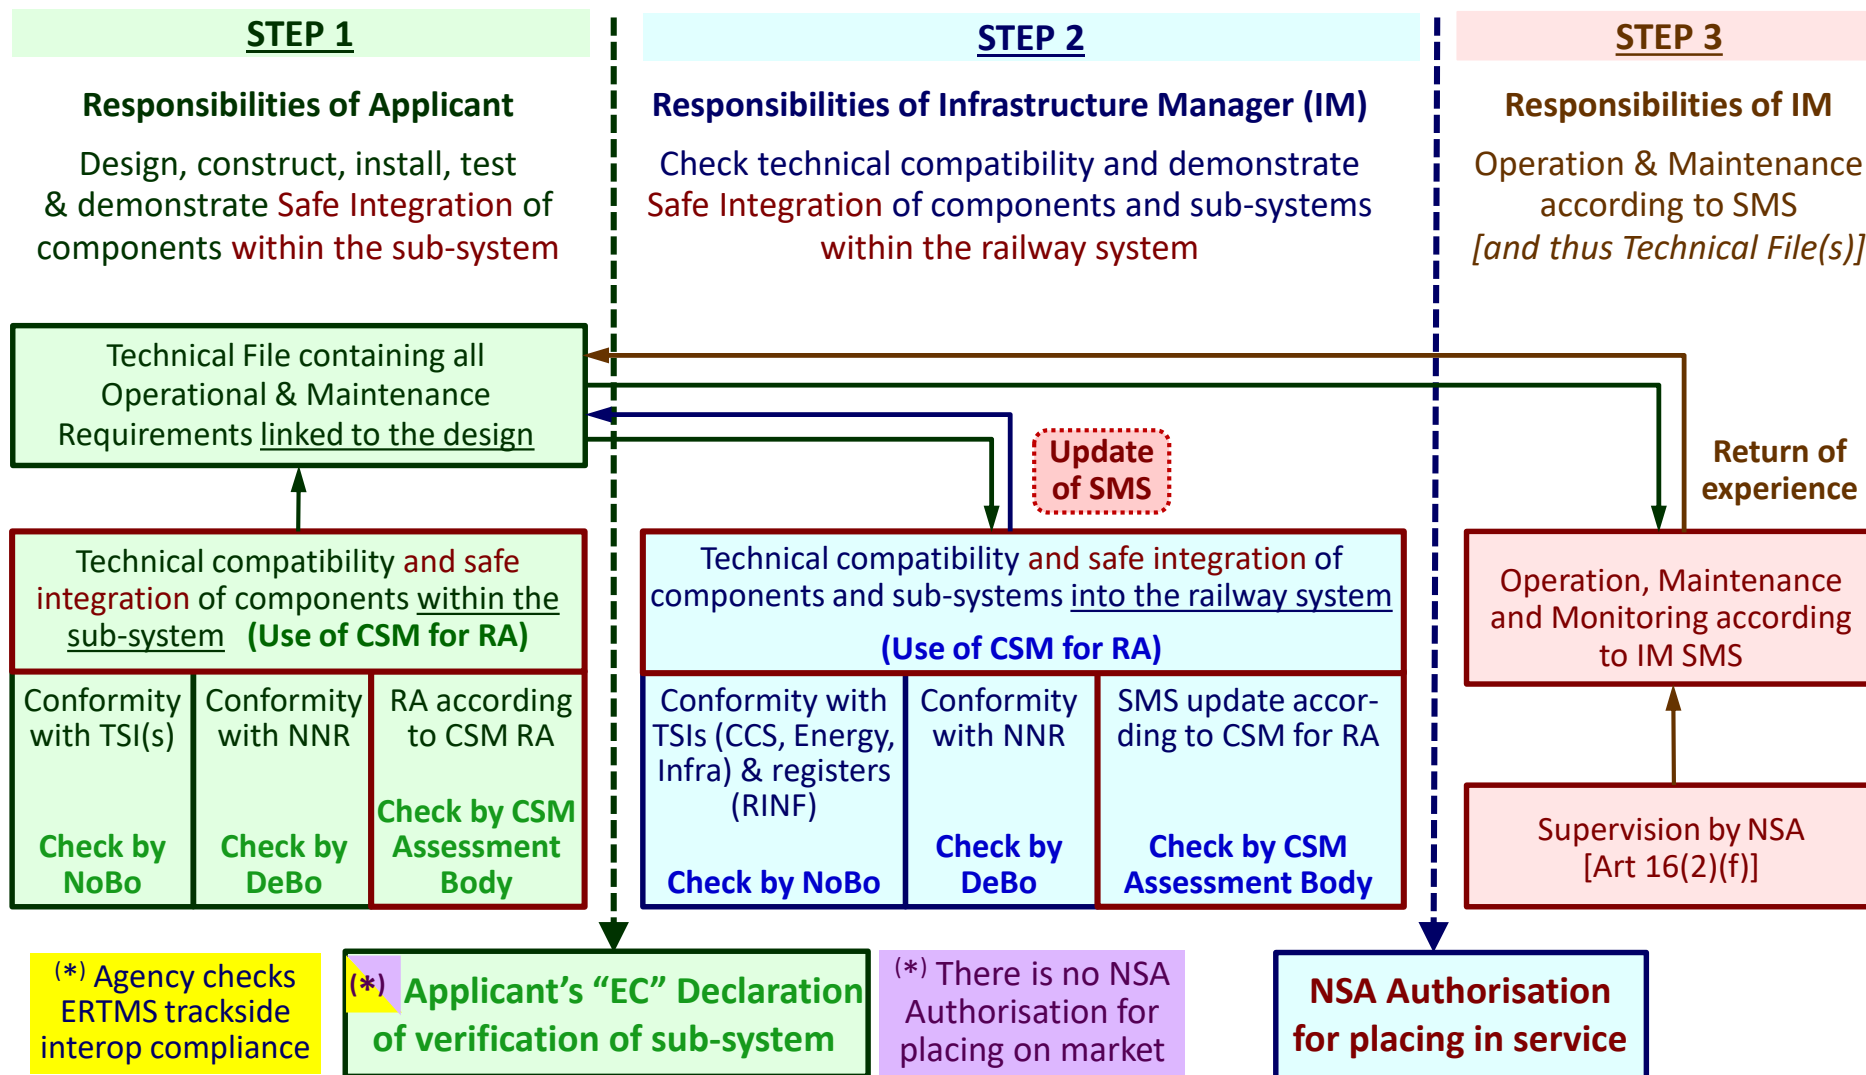 STEP 1
Responsibilities of Applicant
Design, construct, install, test
& demonstrate Safe Integration of
components within the sub-system
STEP 2
Responsibilities of Infrastructure Manager (IM)
Check technical compatibility and demonstrate
Safe Integration of components and sub-systems
within the railway system
STEP 3
Responsibilities of IM
Operation & Maintenance
according to SMS
[and thus Technical File(s)]
Technical File containing all
Operational & Maintenance
Requirements linked to the design
Update
of SMS
Return of
experience
Technical compatibility and safe
integration of components within the
sub-system (Use of CSM for RA)
Conformity
with TSI(s)
Check by
NoBo
Conformity
with NNR
Check by
DeBo
RA according
to CSM RA
Check by CSM
Assessment
Body
Technical compatibility and safe integration of
components and sub-systems into the railway system
(Use of CSM for RA)
Conformity with
TSIs (CCS, Energy,
Infra) & registers
(RINF)
Check by NoBo
Conformity
with NNR
Check by
DeBo
SMS update accor-
ding to CSM for RA
Check by CSM
Assessment Body
Operation, Maintenance
and Monitoring according
to IM SMS
Supervision by NSA
[Art 16(2)(f)]
(*) Agency checks
ERTMS trackside
interop compliance
(*) Applicant’s “EC” Declaration
of verification of sub-system
(*) There is no NSA
Authorisation for
placing on market
NSA Authorisation
for placing in service